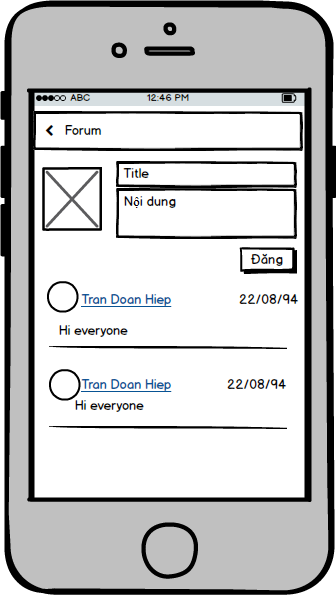 ABC 12:46 PM
Forum
Title
Nội dung
Đăng
Tran Doan Hiep 22/08/94
Hi everyone
Tran Doan Hiep 22/08/94
Hi everyone